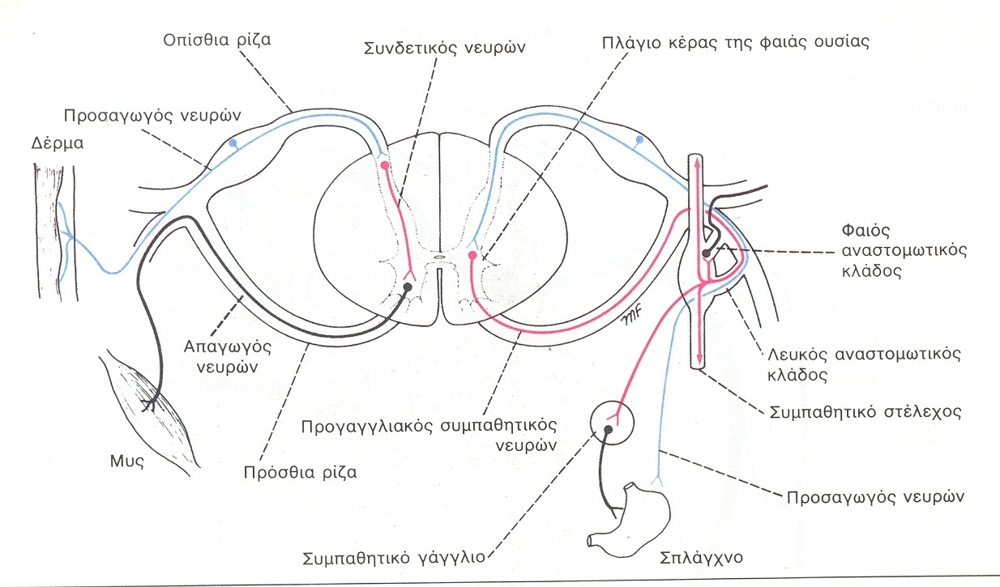 Οπίσθια ρίζα
Συνδετικός νευρών
Πλάγιο κέρας της φαιάς ουσίας
Προσαγωγός νευρών
Δέρμα
Φαιός
αναστομωτικός
κλάδος
Απαγωγός
νευρών
Λευκός αναστομωτικός
κλάδος
Συμπαθητικό στέλεχος
Προγαγγλιακός συμπαθητικός
νευρών
Μυς
Πρόσθια ρίζα
Προσαγωγός νευρών
Συμπαθητικό γάγγλιο
Σπλάγχνο
MF